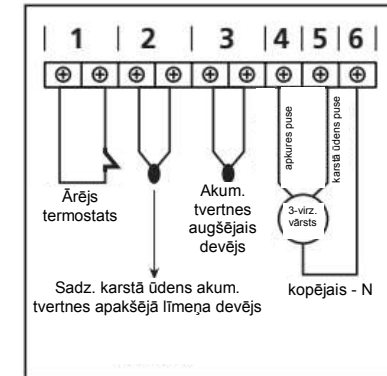 1 2 3 4 5 6
apkures puse
karstā ūdens puse
Ārējs
termostats
Akum.
tvertnes
augšējais
devējs
3-virz.
vārsts
Sadz. karstā ūdens akum.
tvertnes apakšējā līmeņa devējs
kopējais - N